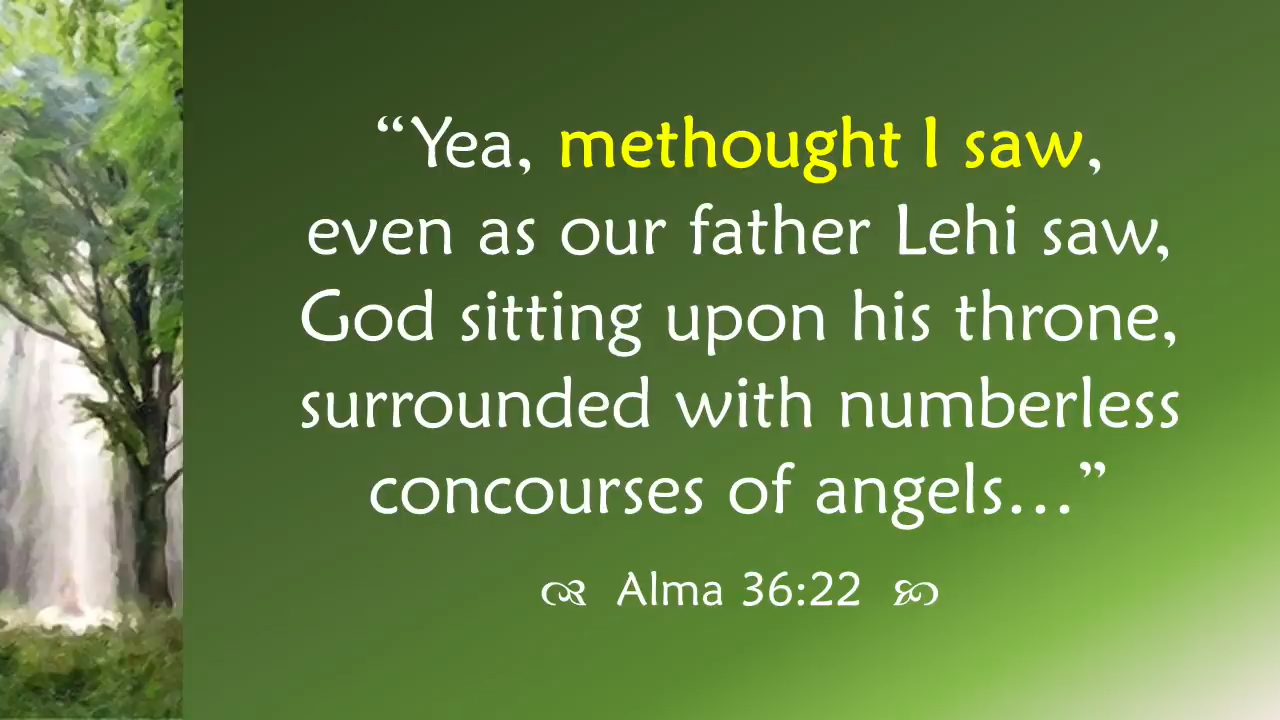 “Yea, methought I saw,
even as our father Lehi saw,
God sitting upon his throne,
surrounded with numberless
concourses of angels…”
Alma 36:22